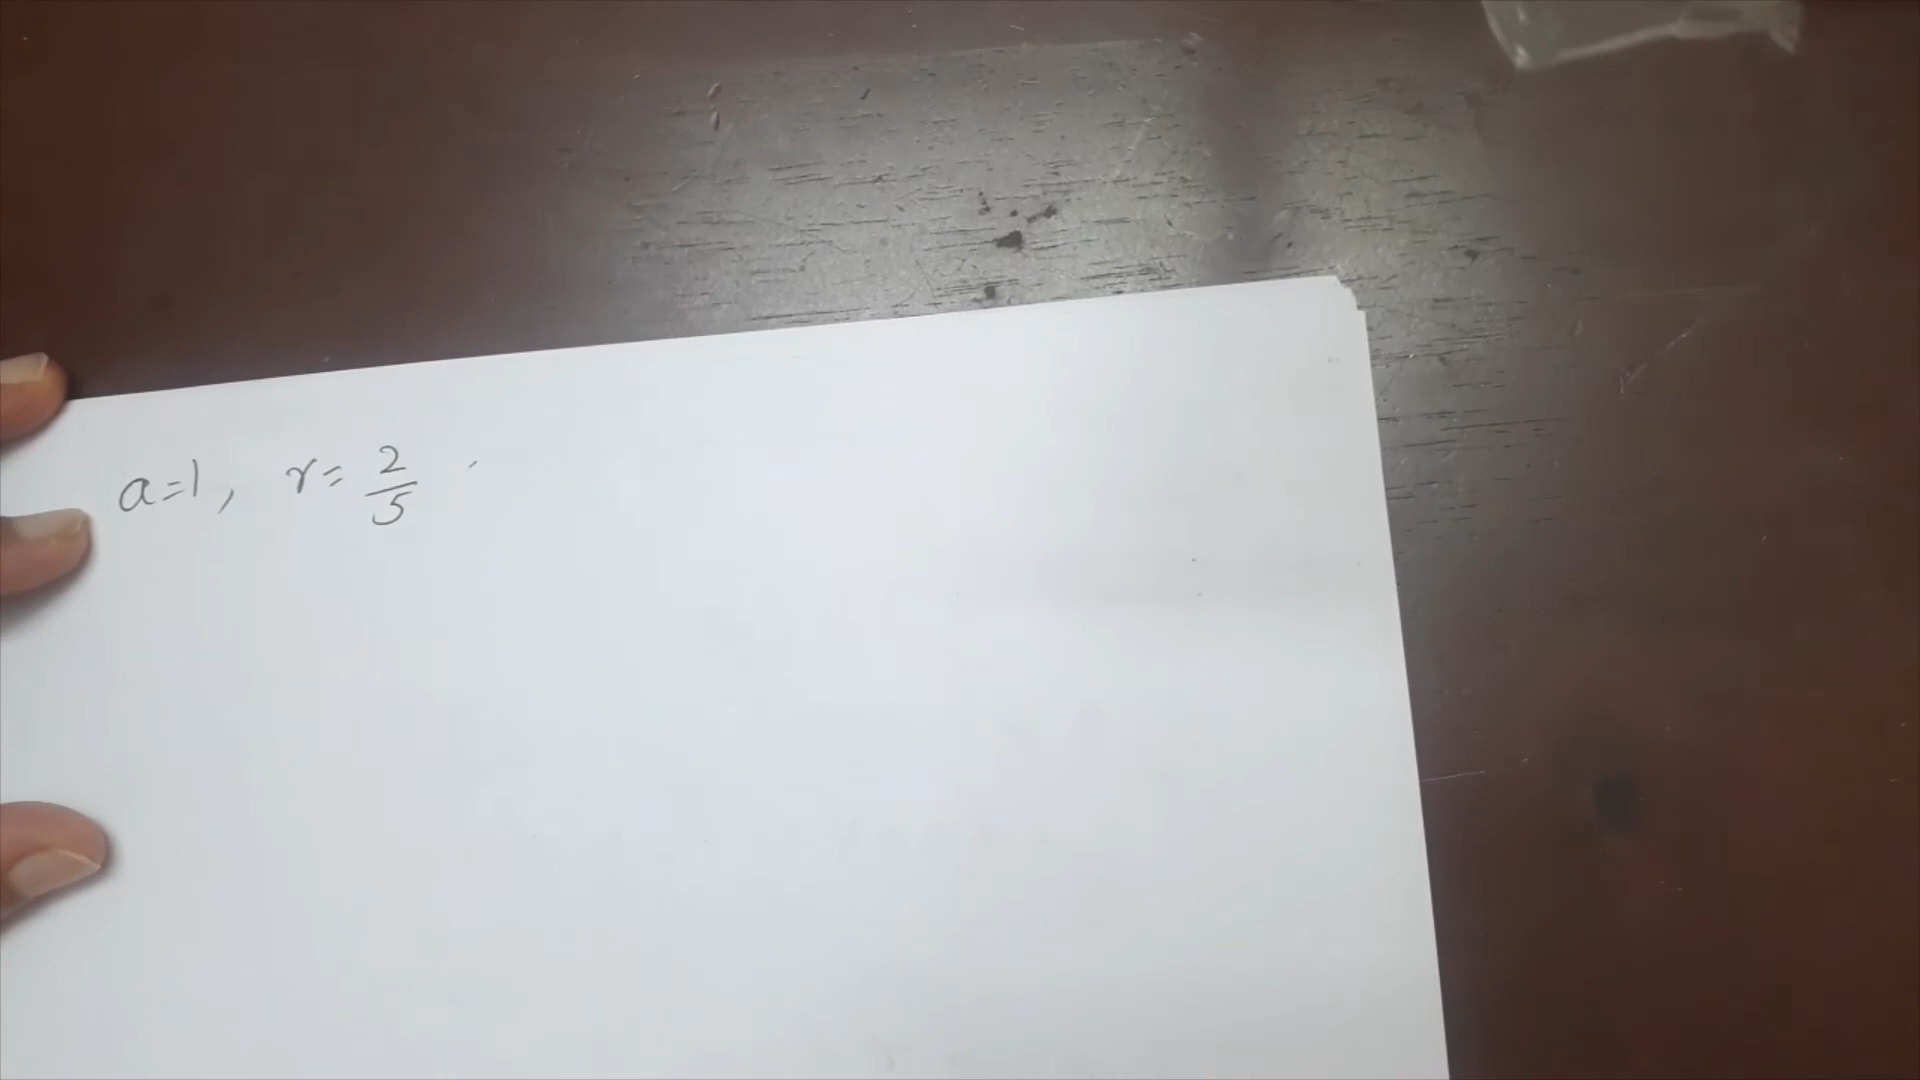 a=1, r= 2/5